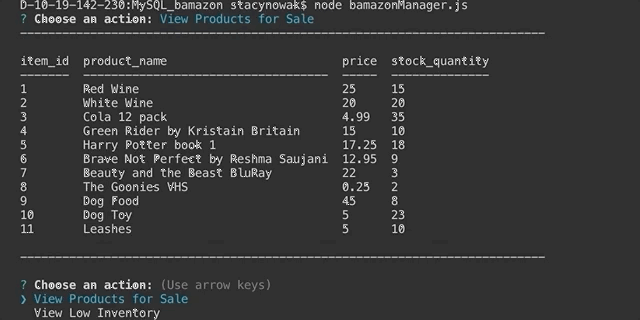 D-10-19-142-230:MySQL_bamazon stacynowak$ node bamazonManager.js
? Choose an action: View Products for Sale
item_id product_name price stock_quantity
1 Red Wine 25 15
2 White Wine 20 20
3 Cola 12 pack 4.99 35
4 Green Rider by Kristain Britain 15 10
5 Harry Potter book 1 17.25 18
6 Brave Not Perfect by Reshma Saujani 12.95 9
7 Beauty and the Beast BluRay 22 3
8 The Goonies VHS 0.25 2
9 Dog Food 45 8
10 Dog Toy 5 23
11 Leashes 5 10
? Choose an action: (Use arrow keys)
❯ View Products for Sale
View Low Inventory